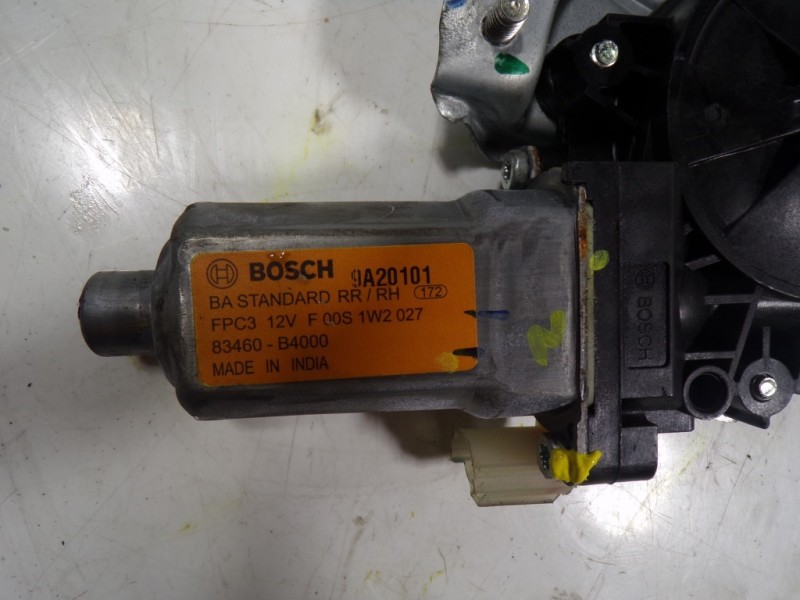 BOSCH 9A20101
BA STANDARD RR / RH 172
FPC3 12V F 00S 1W2 027
83460 - B4000
MADE IN INDIA
BOSCH